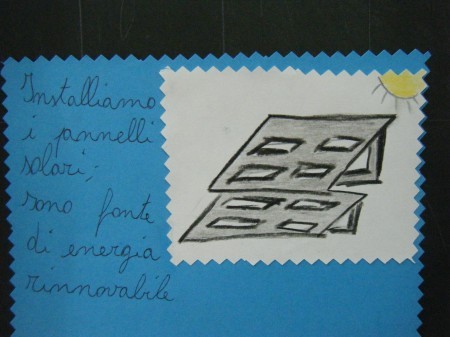 Installiamo
i pannelli
solari;
sono fonte
di energia
rinnovabile